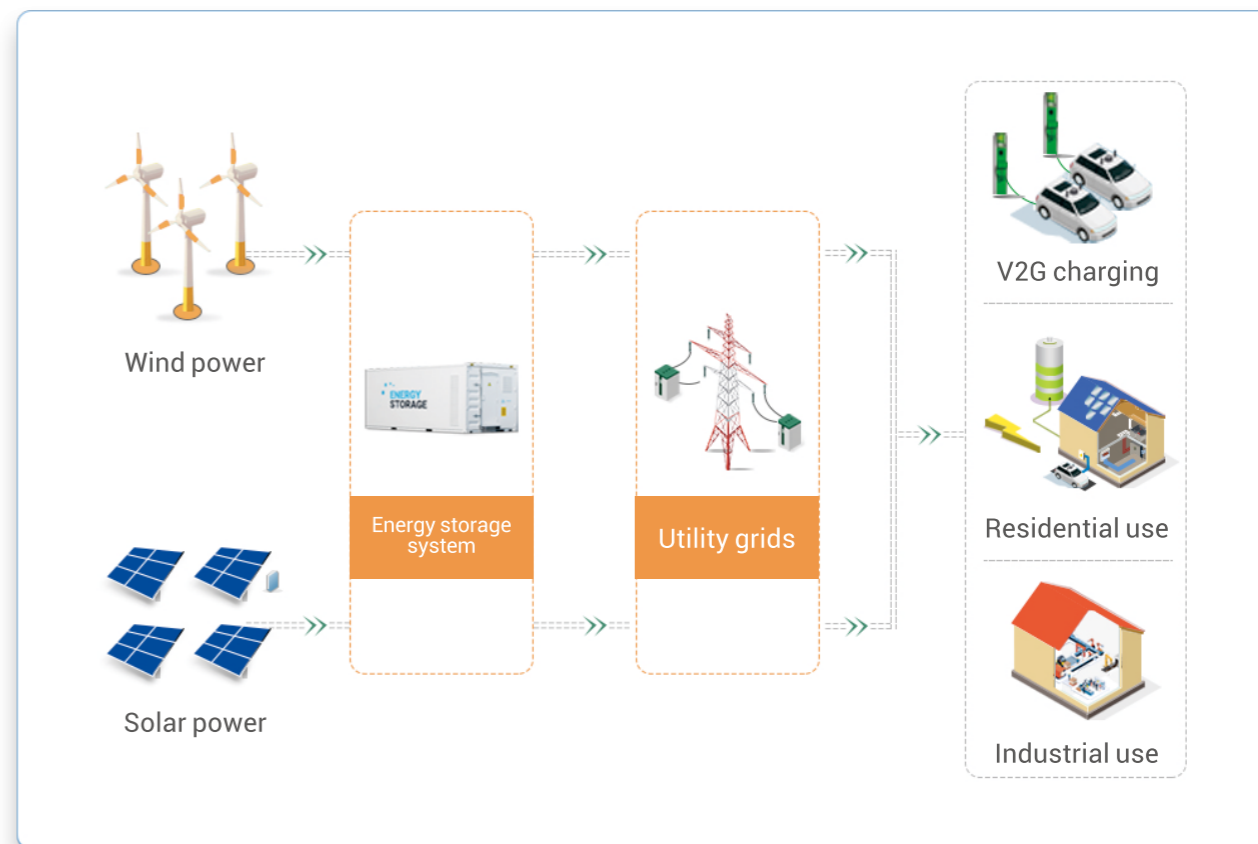 Wind power
Solar power
ENERGY
STORAGE
Energy storage
system
Utility grids
V2G charging
Residential use
Industrial use